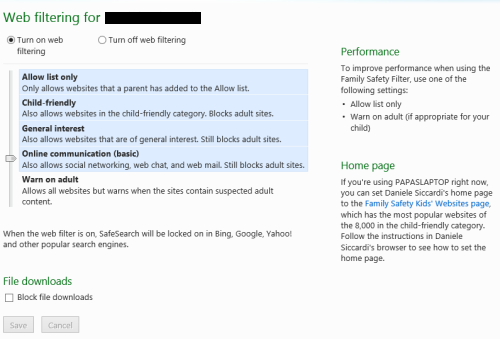 Web filtering for
Turn on web
filtering
Turn off web filtering
Allow list only
Only allows websites that a parent has added to the Allow list.
Child-friendly
Also allows websites in the child-friendly category. Blocks adult sites.
General interest
Also allows websites that are of general interest. Still blocks adult sites.
Online communication (basic)
Also allows social networking, web chat, and web mail. Still blocks adult sites.
Warn on adult
Allows all websites but warns when the sites contain suspected adult
content.
When the web filter is on, SafeSearch will be locked on in Bing, Google, Yahoo!
and other popular search engines.
File downloads
Block file downloads
Save
Cancel
Performance
To improve performance when using the
Family Safety Filter, use one of the
following settings:
• Allow list only
• Warn on adult (if appropriate for your
child)
Home page
If you're using PAPASLAPTOP right now,
you can set Daniele Siccardi's home page
to the Family Safety Kids' Websites page,
which has the most popular websites of
the 8,000 in the child-friendly category.
Follow the instructions in Daniele
Siccardi's browser to see how to set the
home page.